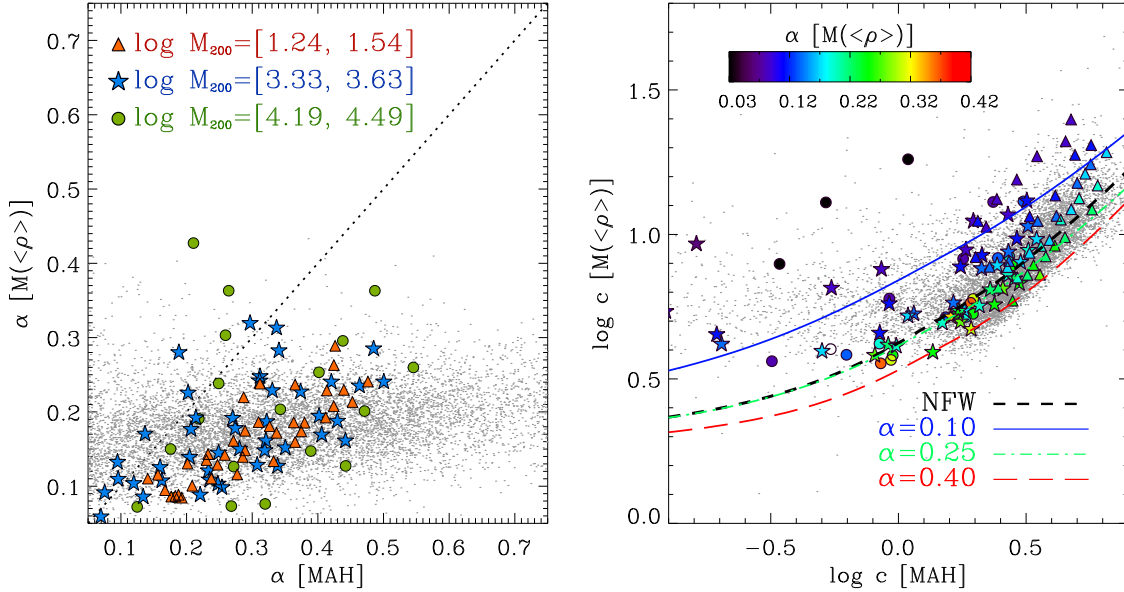 0.7
0.6
0.5
0.4
0.3
0.2
0.1
α [M(<ρ>)]
log M₂₀₀=[1.24, 1.54]
log M₂₀₀=[3.33, 3.63]
log M₂₀₀=[4.19, 4.49]
0.1 0.2 0.3 0.4 0.5 0.6 0.7
α [MAH]
1.5
1.0
0.5
0.0
log c [M(<ρ>)]
α [M(<ρ>)]
0.03 0.12 0.22 0.32 0.42
NFW
α=0.10
α=0.25
α=0.40
−0.5 0.0 0.5
log c [MAH]